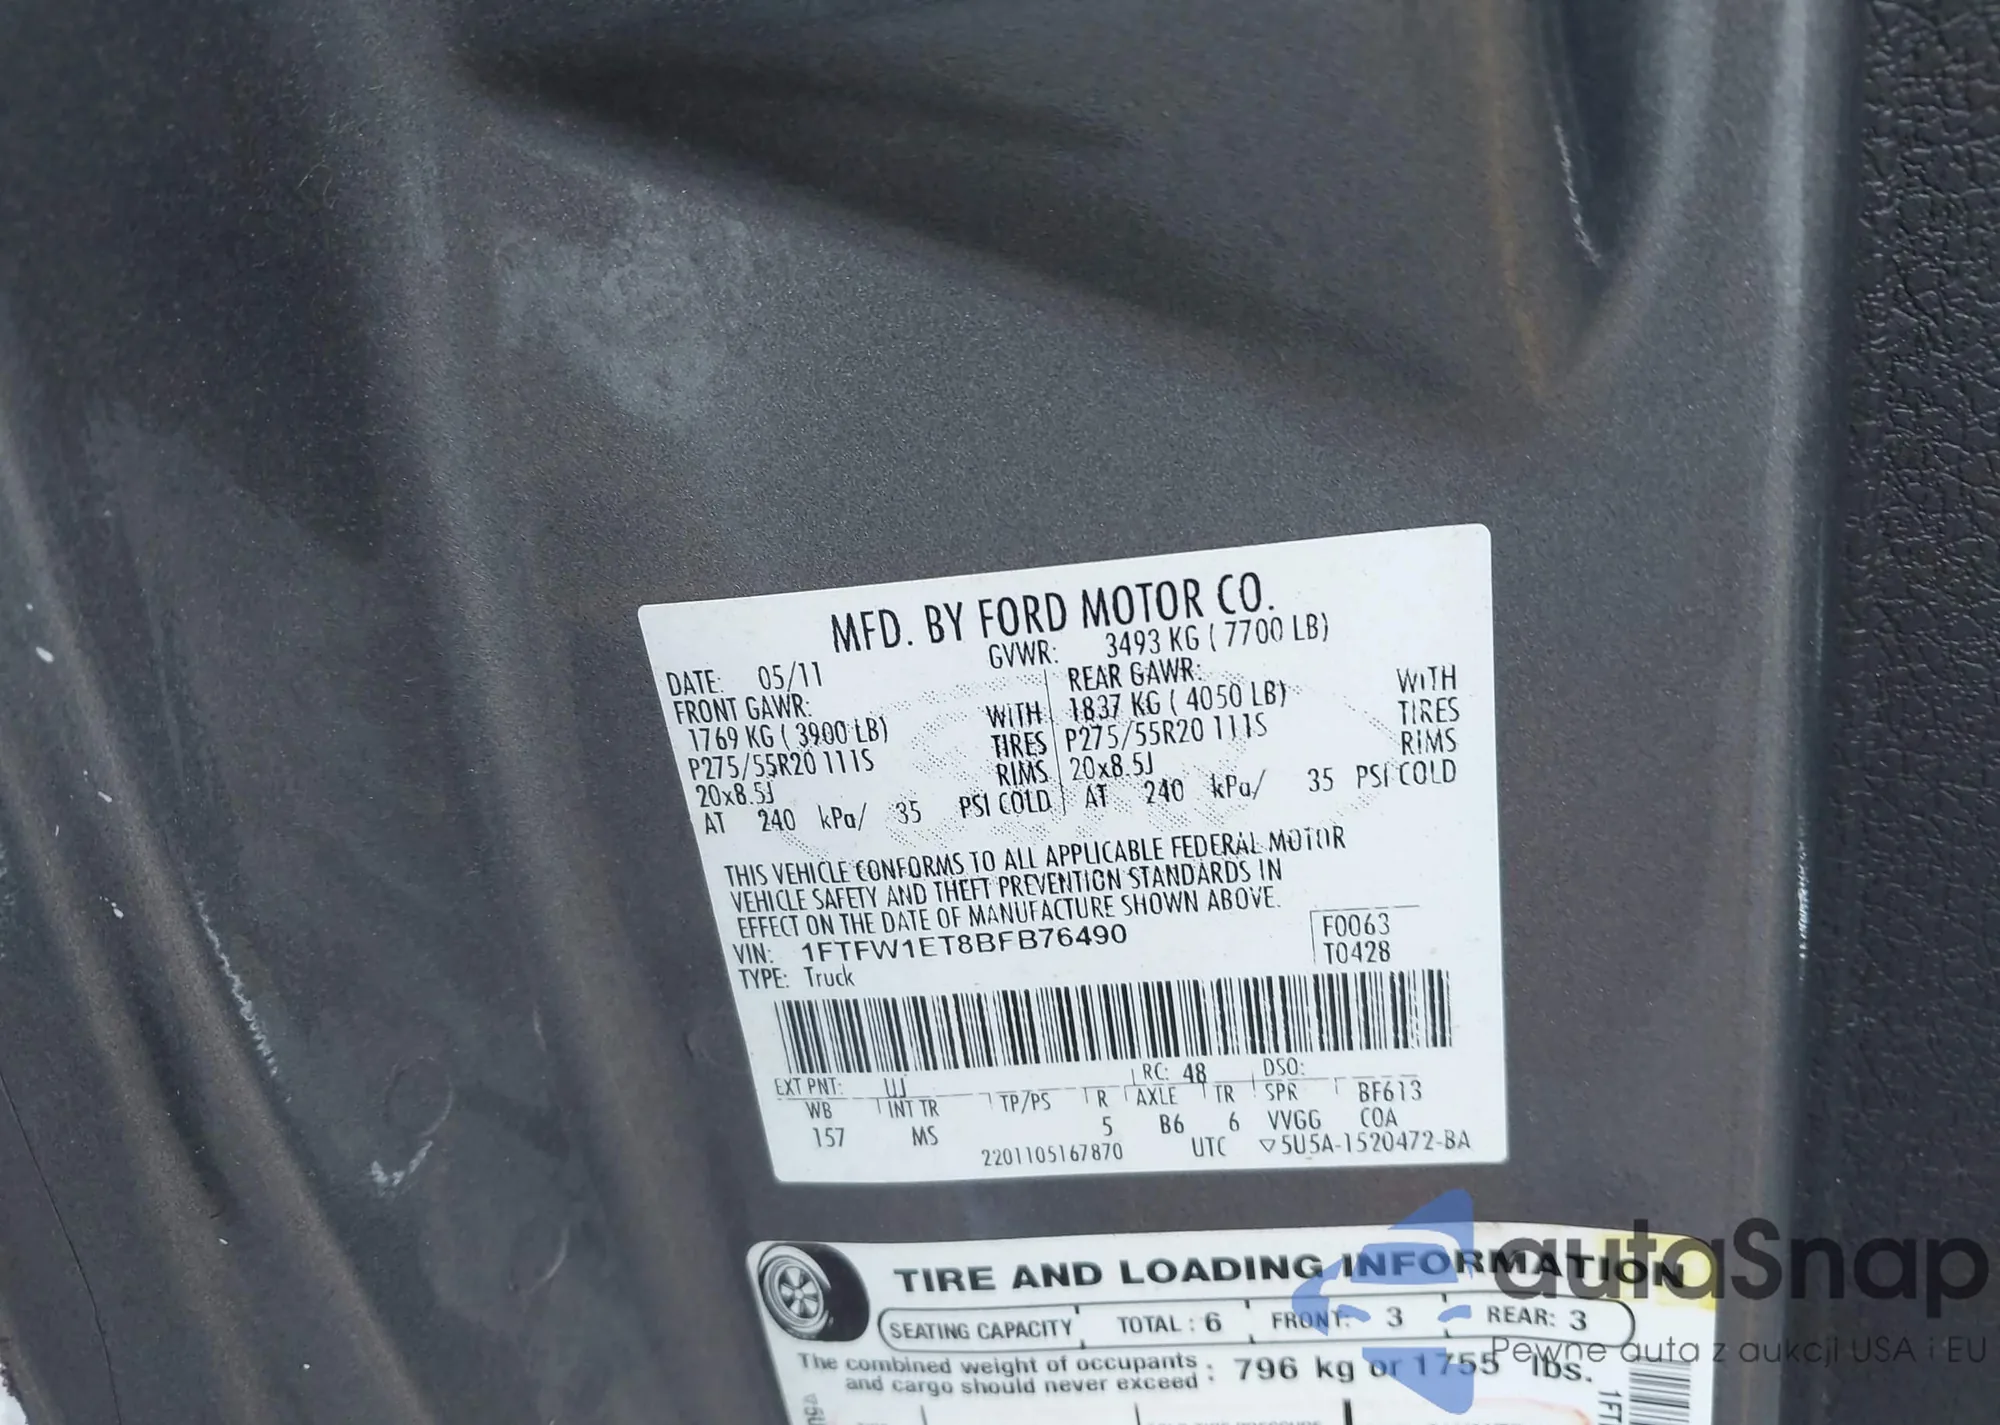 MFD. BY FORD MOTOR CO.
DATE: 05/11 GVWR: 3493 KG ( 7700 LB)
FRONT GAWR: REAR GAWR:
1769 KG ( 3900 LB) WITH 1837 KG ( 4050 LB) WITH
P275/55R20 111S TIRES P275/55R20 111S TIRES
20x8.5J RIMS 20x8.5J RIMS
AT 240 kPa/ 35 PSI COLD AT 240 kPa/ 35 PSI COLD
THIS VEHICLE CONFORMS TO ALL APPLICABLE FEDERAL MOTOR
VEHICLE SAFETY AND THEFT PREVENTION STANDARDS IN
EFFECT ON THE DATE OF MANUFACTURE SHOWN ABOVE.
VIN: 1FTFW1ET8BFB76490 F0063
TYPE: Truck T0428
EXT PNT: UJ RC: 48 DSO:
WB INT TR TP/PS R AXLE TR SPR BF613
157 MS 5 B6 6 VVGG COA
2201105167870 UTC ▽5U5A-1520472-BA
TIRE AND LOADING INFORMATION
SEATING CAPACITY TOTAL : 6 FRONT: 3 REAR: 3
The combined weight of occupants : 796 kg or 1755 lbs.
and cargo should never exceed :
1FT
autaSnap
Pewne auta z aukcji USA i EU